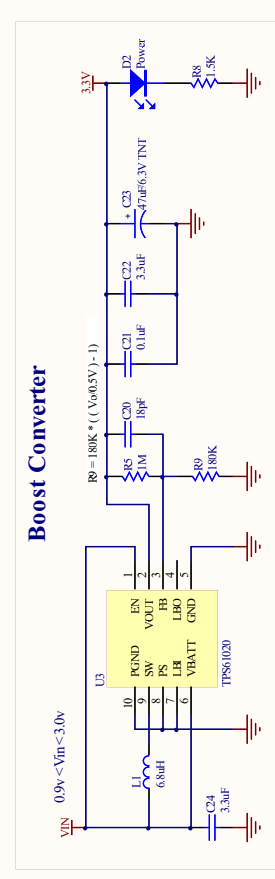 Boost Converter
R9 = 180K * ( ( Vo/0.5V ) - 1)
0.9v<Vin<3.0v
VIN
L1
6.8uH
C24
3.3uF
U3
TPS61020
10 PGND
9 SW
8 PS
7 LBI
6 VBATT
EN 1
VOUT 2
FB 3
LBO 4
GND 5
R5
1M
R9
180K
C20
18pF
C21
0.1uF
C22
3.3uF
C23
47uF/6.3V TNT
+
3.3V
D2
Power
R8
1.5K